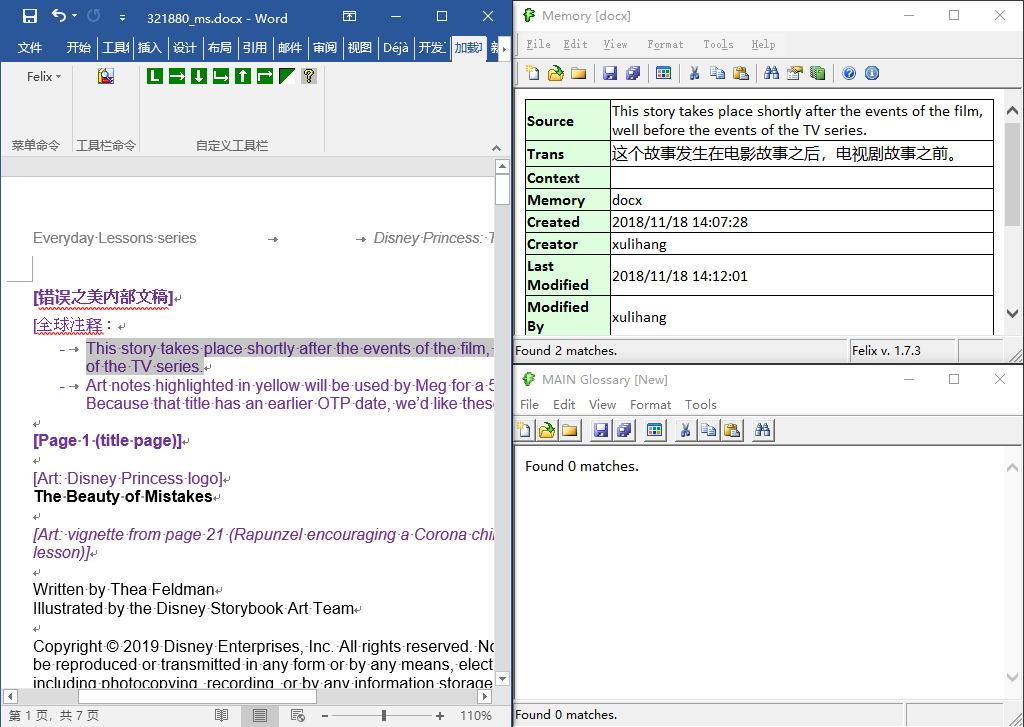 321880_ms.docx - Word
文件 开始 工具 插入 设计 布局 引用 邮件 审阅 视图 Déjà 开发 加载 新
Felix
菜单命令 工具栏命令 自定义工具栏
Everyday Lessons series → → Disney Princess: T
[错误之美内部文稿]
[全球注释：
- This story takes place shortly after the events of the film,
of the TV series.
- Art notes highlighted in yellow will be used by Meg for a 5
Because that title has an earlier OTP date, we'd like these
[Page 1 (title page)]
[Art: Disney Princess logo]
The Beauty of Mistakes
[Art: vignette from page 21 (Rapunzel encouraging a Corona chi
lesson)]
Written by Thea Feldman
Illustrated by the Disney Storybook Art Team
Copyright © 2019 Disney Enterprises, Inc. All rights reserved. No
be reproduced or transmitted in any form or by any means, elect
including photocopying, recording, or by any information storage
第 1 页，共 7 页 110%
Memory [docx]
File Edit View Format Tools Help
Source This story takes place shortly after the events of the film,
well before the events of the TV series.
Trans 这个故事发生在电影故事之后，电视剧故事之前。
Context
Memory docx
Created 2018/11/18 14:07:28
Creator xulihang
Last
Modified 2018/11/18 14:12:01
Modified
By xulihang
Found 2 matches. Felix v. 1.7.3
MAIN Glossary [New]
File Edit View Format Tools
Found 0 matches.
Found 0 matches.